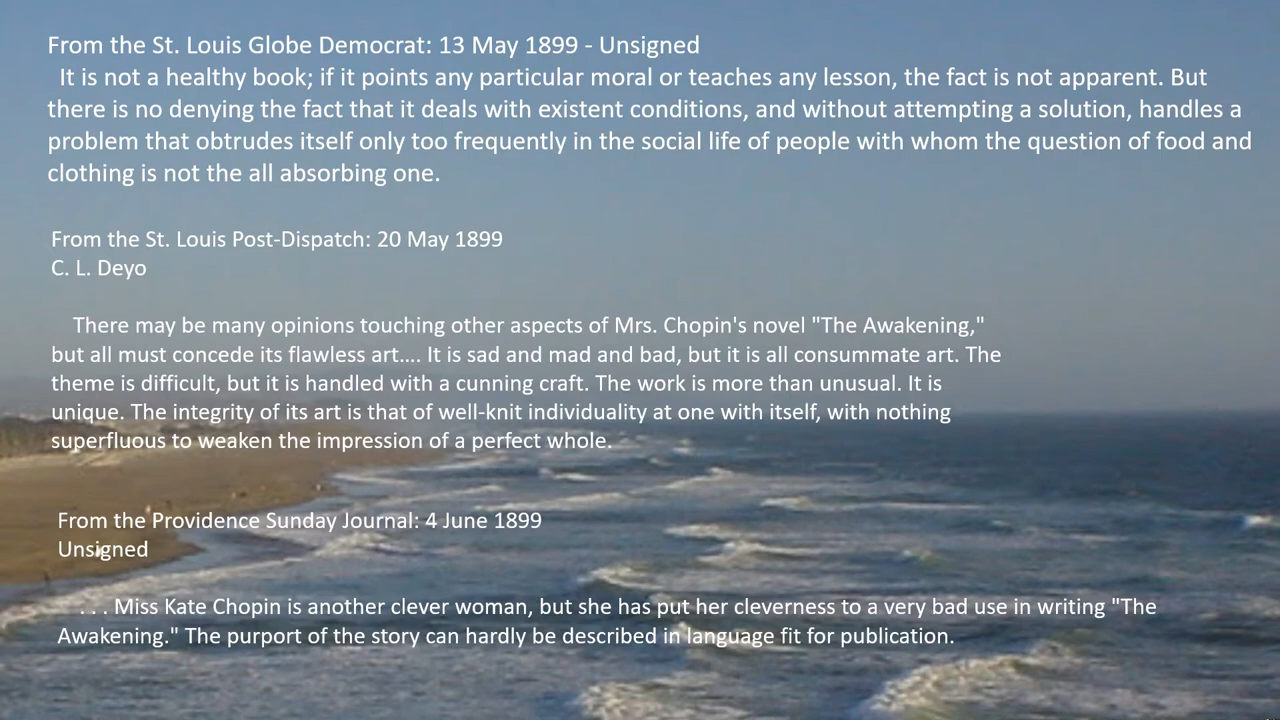 From the St. Louis Globe Democrat: 13 May 1899 - Unsigned
It is not a healthy book; if it points any particular moral or teaches any lesson, the fact is not apparent. But
there is no denying the fact that it deals with existent conditions, and without attempting a solution, handles a
problem that obtrudes itself only too frequently in the social life of people with whom the question of food and
clothing is not the all absorbing one.
From the St. Louis Post-Dispatch: 20 May 1899
C. L. Deyo
There may be many opinions touching other aspects of Mrs. Chopin's novel "The Awakening,"
but all must concede its flawless art…. It is sad and mad and bad, but it is all consummate art. The
theme is difficult, but it is handled with a cunning craft. The work is more than unusual. It is
unique. The integrity of its art is that of well-knit individuality at one with itself, with nothing
superfluous to weaken the impression of a perfect whole.
From the Providence Sunday Journal: 4 June 1899
Unsigned
. . . Miss Kate Chopin is another clever woman, but she has put her cleverness to a very bad use in writing "The
Awakening." The purport of the story can hardly be described in language fit for publication.